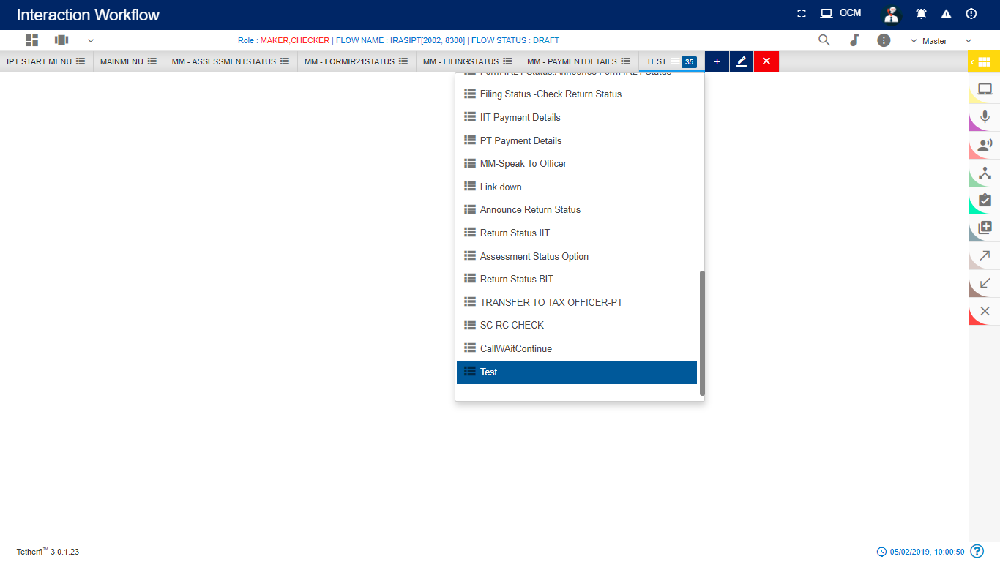 Interaction Workflow
OCM
Role : MAKER,CHECKER | FLOW NAME : IRASIPT[2002, 8300] | FLOW STATUS : DRAFT
Master
IPT START MENU
MAINMENU
MM - ASSESSMENTSTATUS
MM - FORMIR21STATUS
MM - FILINGSTATUS
MM - PAYMENTDETAILS
TEST
35
Filing Status -Check Return Status
IIT Payment Details
PT Payment Details
MM-Speak To Officer
Link down
Announce Return Status
Return Status IIT
Assessment Status Option
Return Status BIT
TRANSFER TO TAX OFFICER-PT
SC RC CHECK
CallWAitContinue
Test
Tetherfi™ 3.0.1.23
05/02/2019, 10:00:50